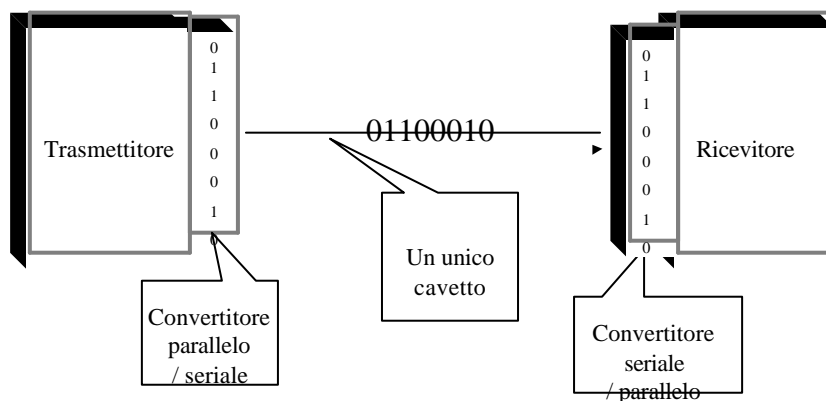 0
1
1
0
0
0
1
0
Trasmettitore
01100010
0
1
1
0
0
0
1
0
Ricevitore
Un unico
cavetto
Convertitore
parallelo
/ seriale
Convertitore
seriale
/ parallelo